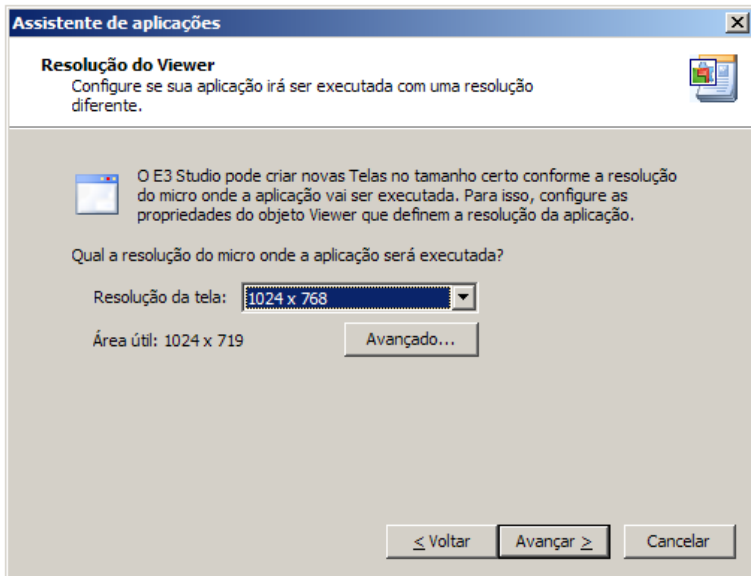 Assistente de aplicações
Resolução do Viewer
Configure se sua aplicação irá ser executada com uma resolução
diferente.
O E3 Studio pode criar novas Telas no tamanho certo conforme a resolução
do micro onde a aplicação vai ser executada. Para isso, configure as
propriedades do objeto Viewer que definem a resolução da aplicação.
Qual a resolução do micro onde a aplicação será executada?
Resolução da tela: 1024 x 768
Área útil: 1024 x 719 Avançado...
< Voltar Avançar > Cancelar